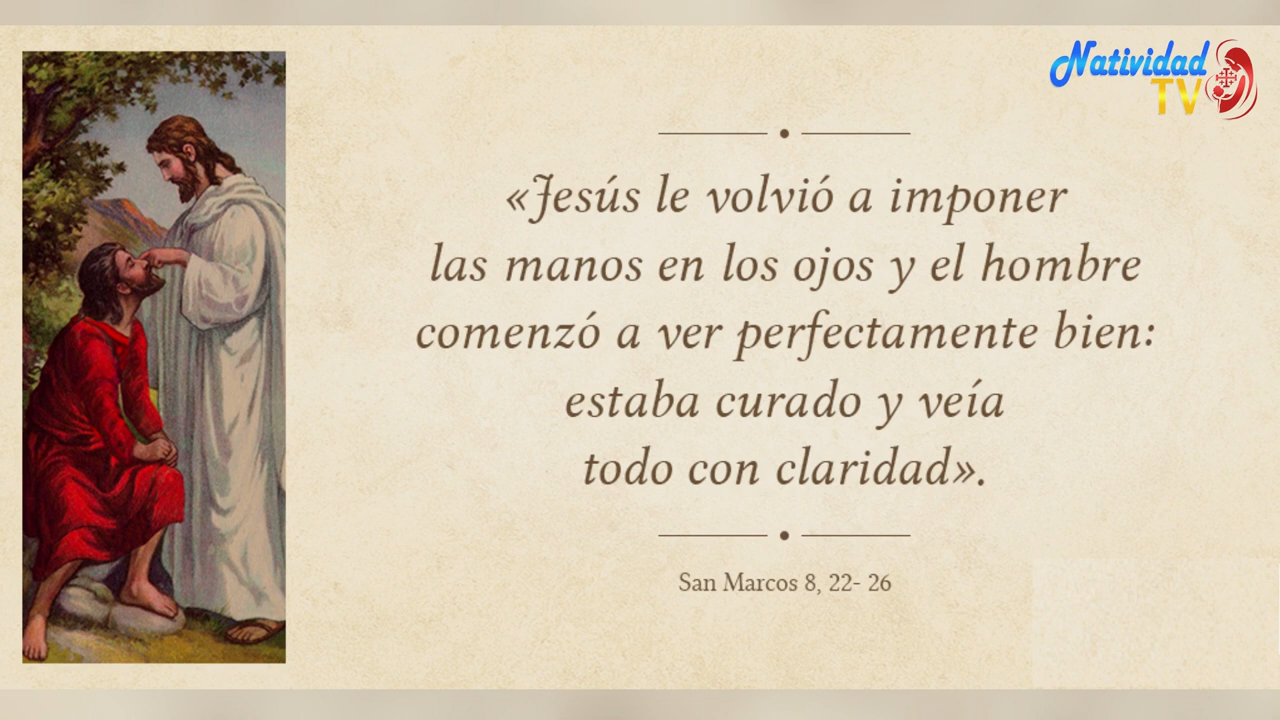 Natividad
TV
«Jesús le volvió a imponer
las manos en los ojos y el hombre
comenzó a ver perfectamente bien:
estaba curado y veía
todo con claridad».
San Marcos 8, 22- 26